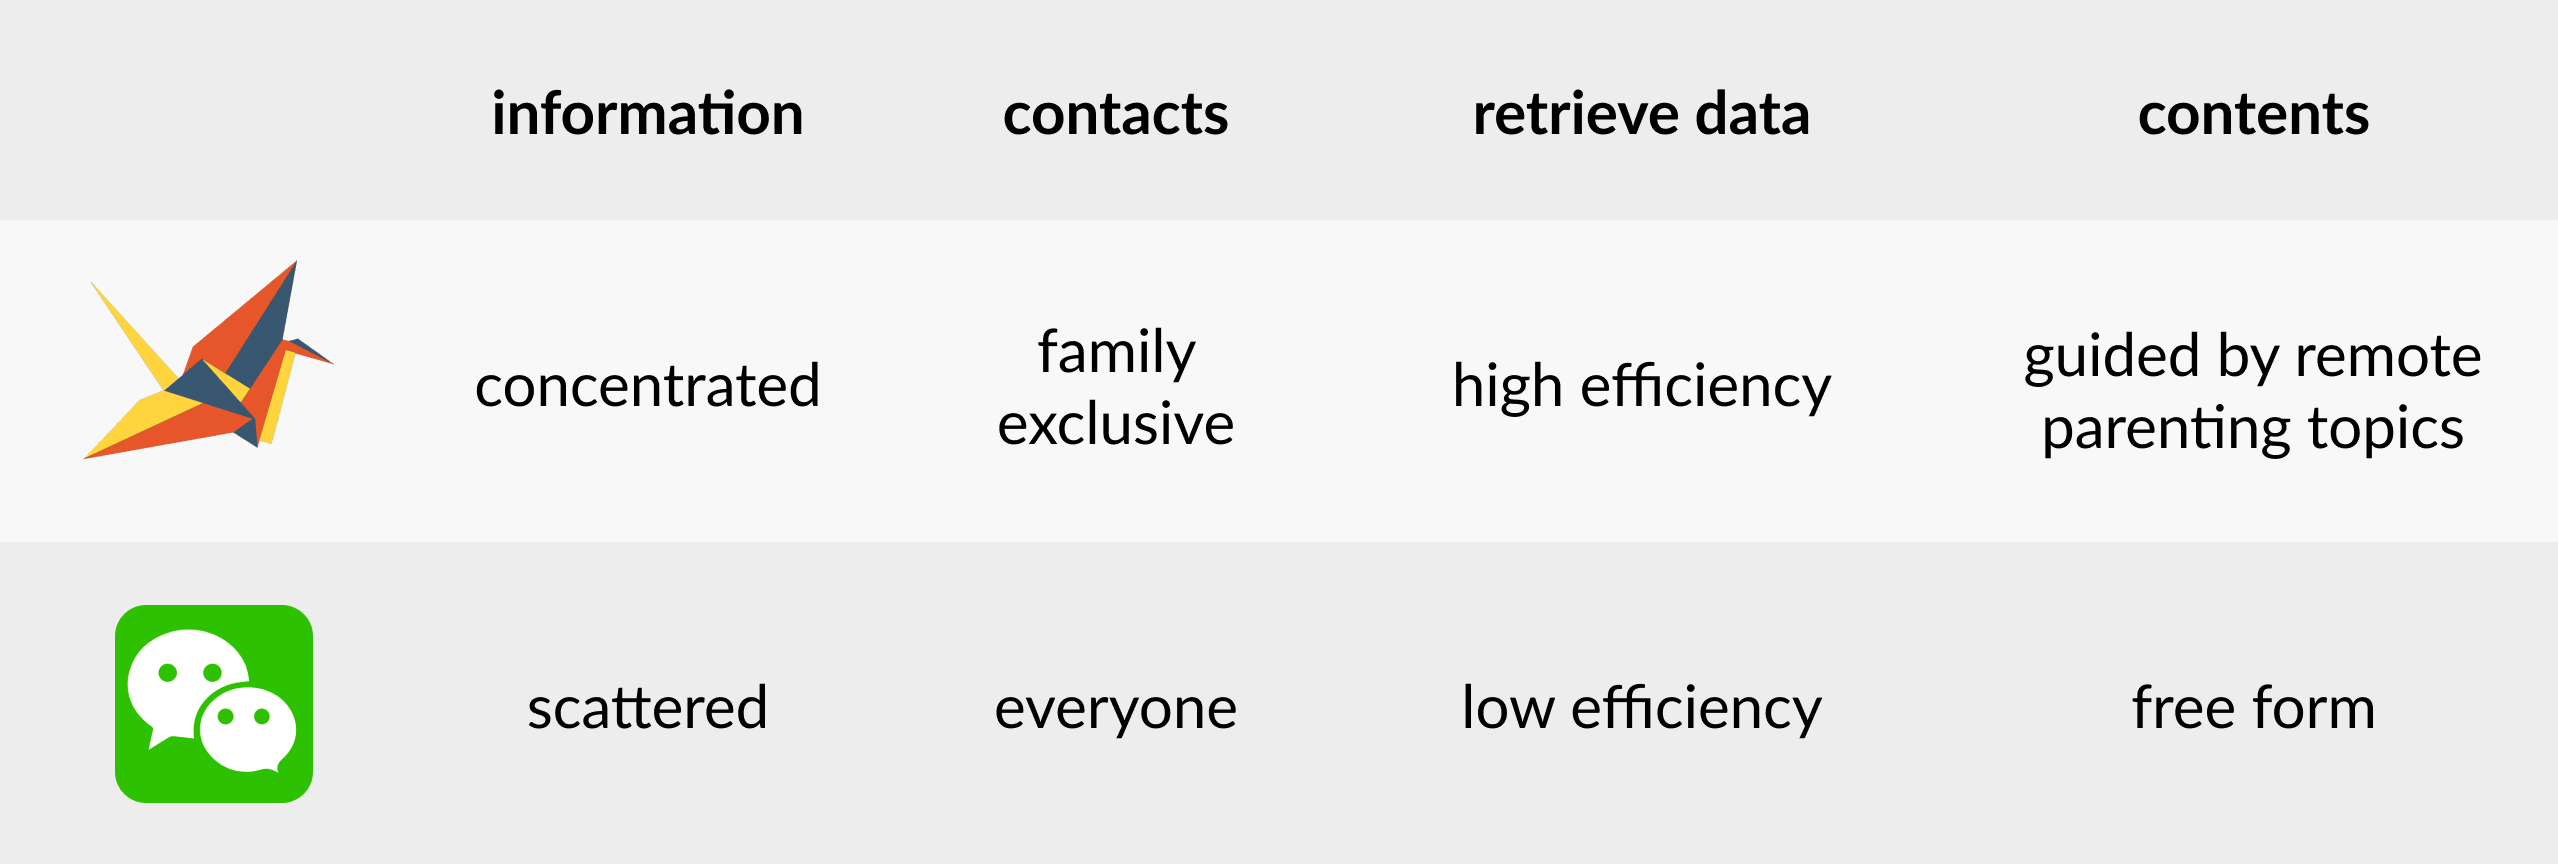 information contacts retrieve data contents
concentrated family exclusive high efficiency guided by remote parenting topics
scattered everyone low efficiency free form